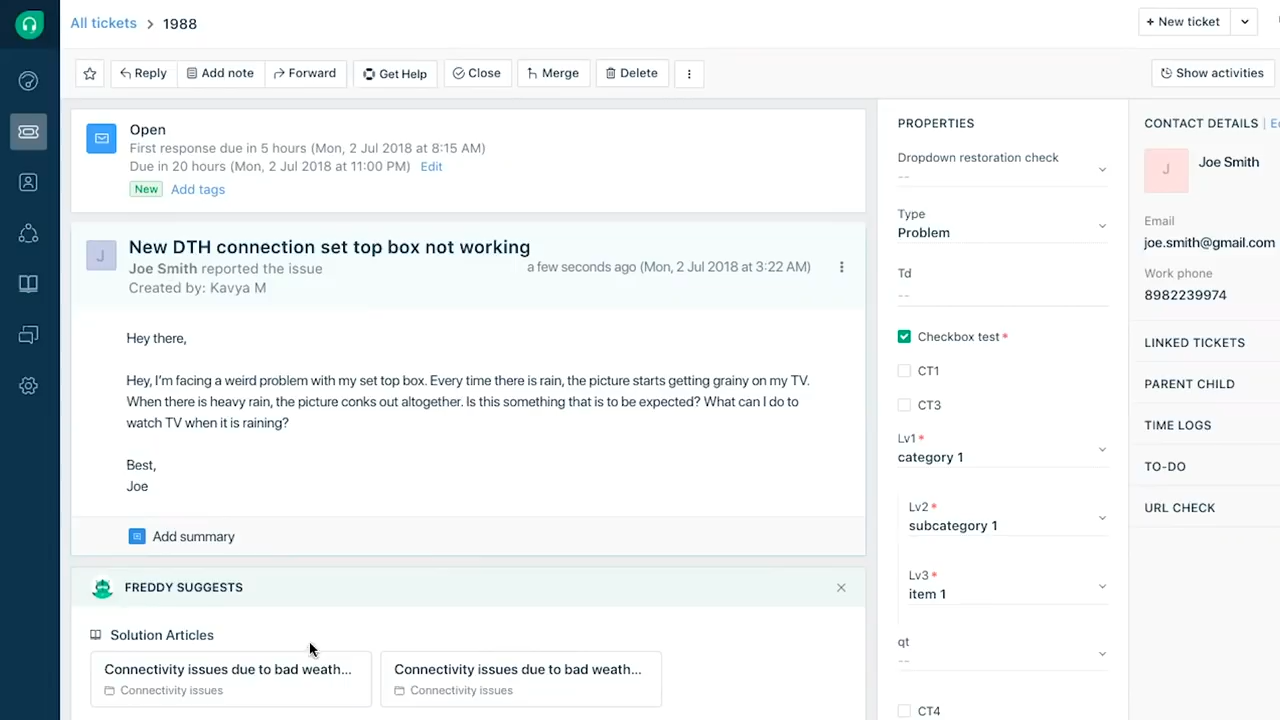 All tickets > 1988
+ New ticket
Reply
Add note
Forward
Get Help
Close
Merge
Delete
Show activities
Open
First response due in 5 hours (Mon, 2 Jul 2018 at 8:15 AM)
Due in 20 hours (Mon, 2 Jul 2018 at 11:00 PM) Edit
New Add tags
J
New DTH connection set top box not working
Joe Smith reported the issue
a few seconds ago (Mon, 2 Jul 2018 at 3:22 AM)
Created by: Kavya M
Hey there,
Hey, I'm facing a weird problem with my set top box. Every time there is rain, the picture starts getting grainy on my TV.
When there is heavy rain, the picture conks out altogether. Is this something that is to be expected? What can I do to
watch TV when it is raining?
Best,
Joe
Add summary
FREDDY SUGGESTS
Solution Articles
Connectivity issues due to bad weath...
Connectivity issues
Connectivity issues due to bad weath...
Connectivity issues
PROPERTIES
Dropdown restoration check
--
Type
Problem
Td
--
Checkbox test *
CT1
CT3
Lv1 *
category 1
Lv2 *
subcategory 1
Lv3 *
item 1
qt
--
CT4
CONTACT DETAILS |
J
Joe Smith
Email
joe.smith@gmail.com
Work phone
8982239974
LINKED TICKETS
PARENT CHILD
TIME LOGS
TO-DO
URL CHECK